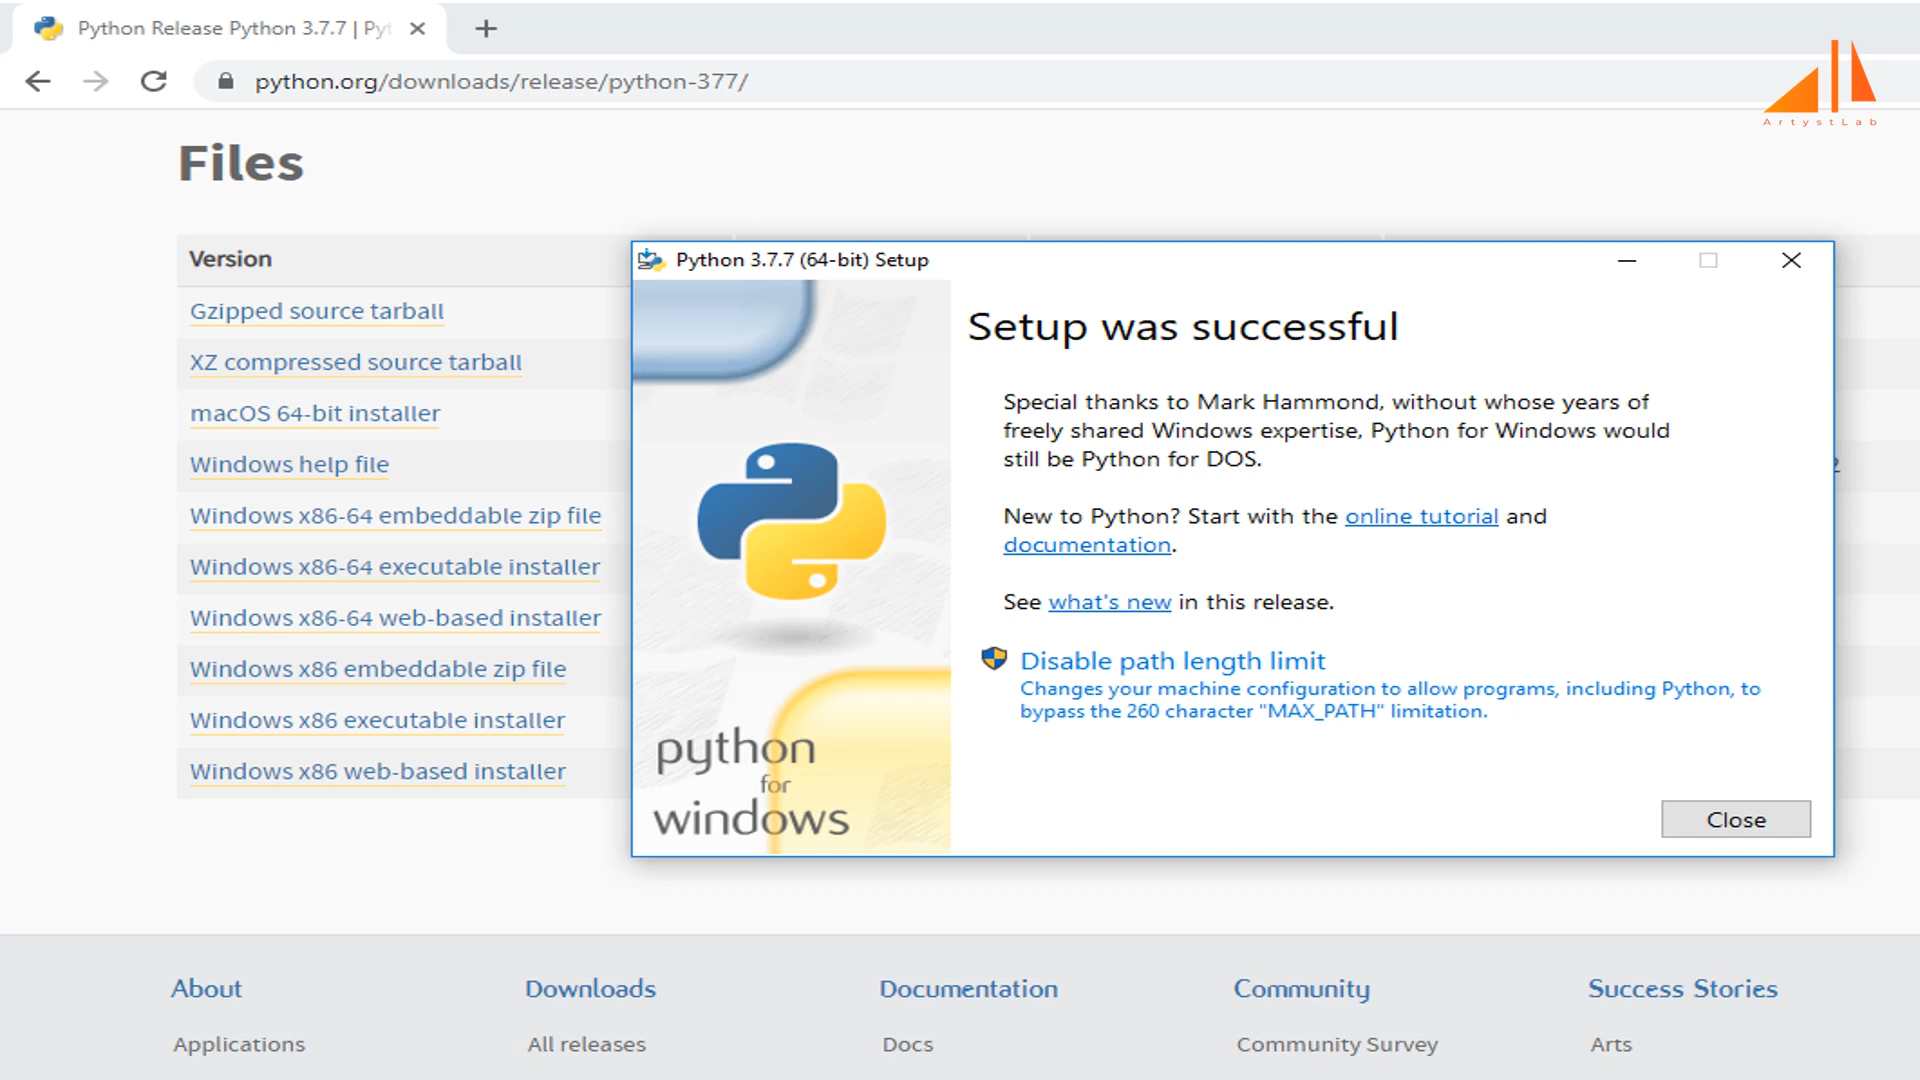 Python Release Python 3.7.7 | Pyt
python.org/downloads/release/python-377/
ArtystLab
Files
Version
Gzipped source tarball
XZ compressed source tarball
macOS 64-bit installer
Windows help file
Windows x86-64 embeddable zip file
Windows x86-64 executable installer
Windows x86-64 web-based installer
Windows x86 embeddable zip file
Windows x86 executable installer
Windows x86 web-based installer
Python 3.7.7 (64-bit) Setup
Setup was successful
Special thanks to Mark Hammond, without whose years of
freely shared Windows expertise, Python for Windows would
still be Python for DOS.
New to Python? Start with the online tutorial and
documentation.
See what's new in this release.
Disable path length limit
Changes your machine configuration to allow programs, including Python, to
bypass the 260 character "MAX_PATH" limitation.
python
for
windows
Close
About
Downloads
Documentation
Community
Success Stories
Applications
All releases
Docs
Community Survey
Arts